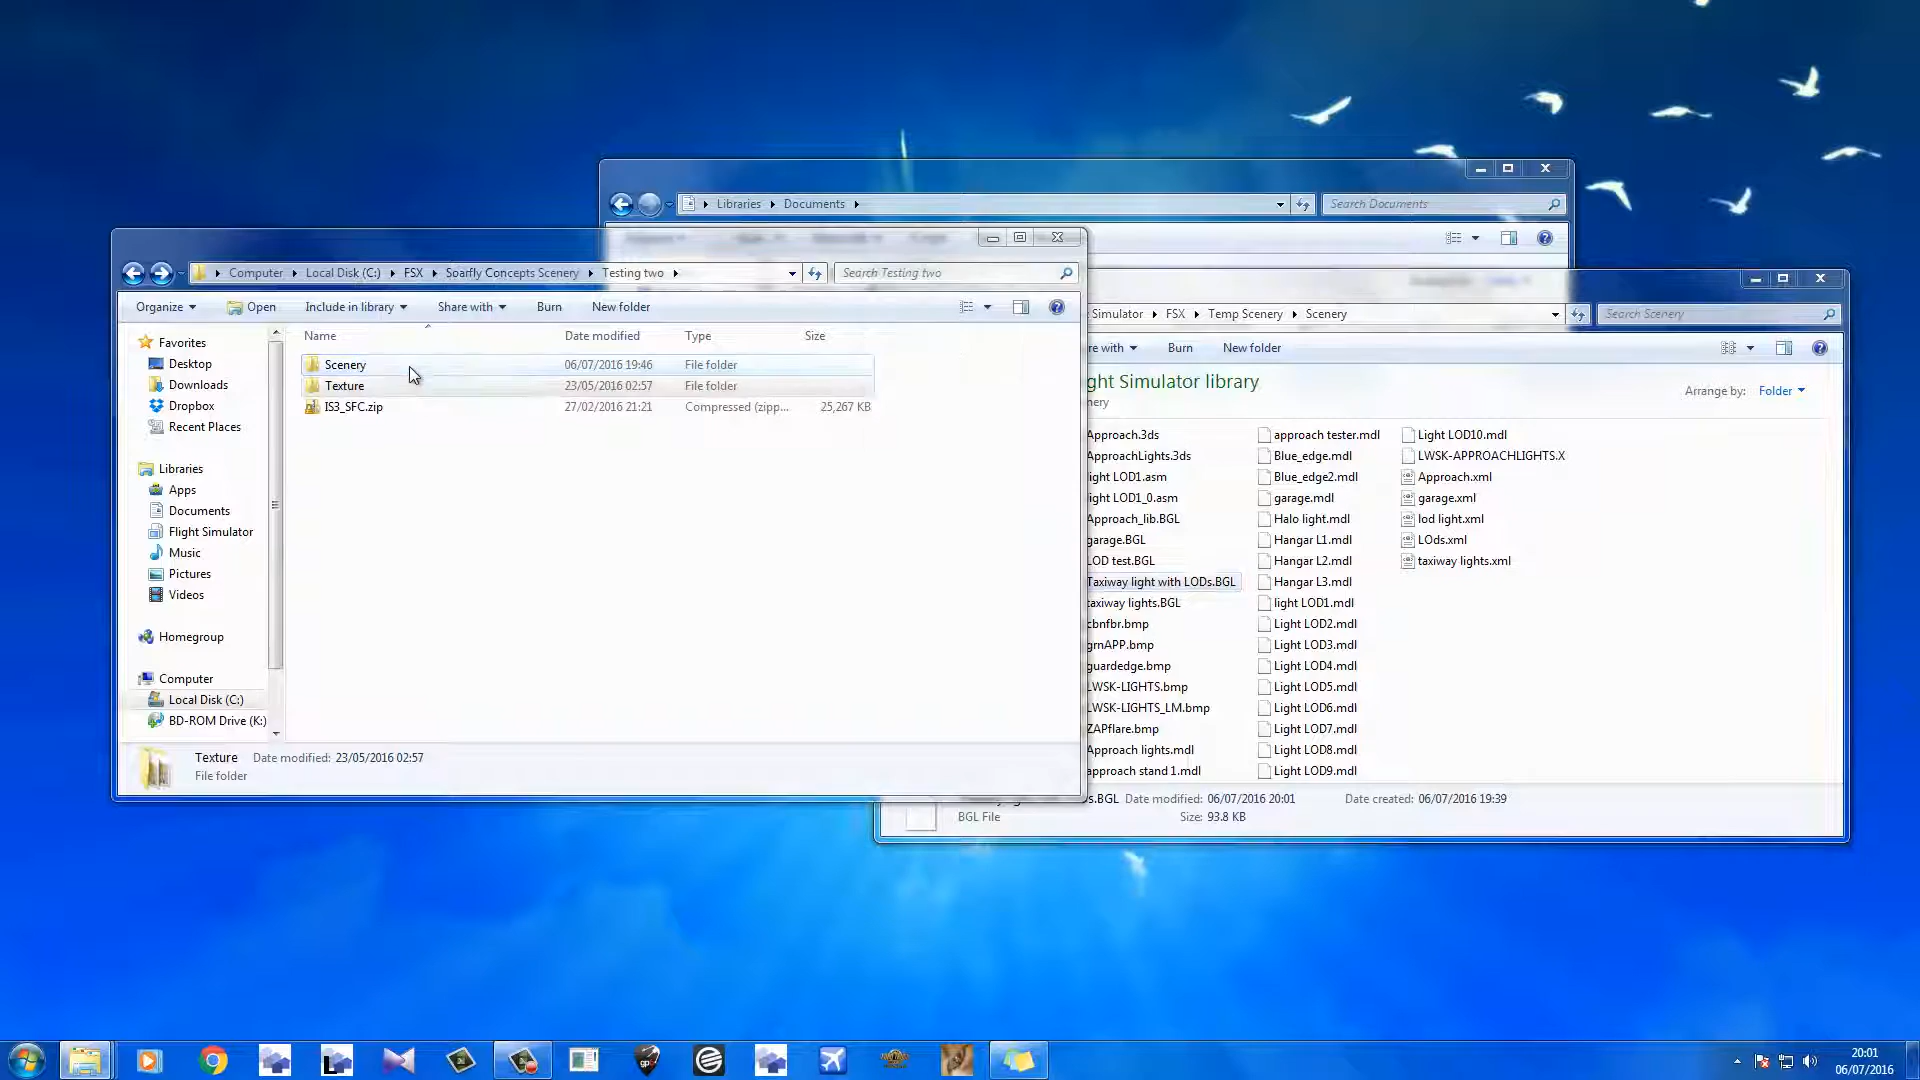 Libraries Documents
Search Documents
Computer Local Disk (C:) FSX Soarfly Concepts Scenery Testing two
Search Testing two
Organize Open Include in library Share with Burn New folder
Name Date modified Type Size
Favorites
Desktop
Downloads
Dropbox
Recent Places
Libraries
Apps
Documents
Flight Simulator
Music
Pictures
Videos
Homegroup
Computer
Local Disk (C:)
BD-ROM Drive (K:)
Scenery 06/07/2016 19:46 File folder
Texture 23/05/2016 02:57 File folder
IS3_SFC.zip 27/02/2016 21:21 Compressed (zipp... 25,267 KB
Texture Date modified: 23/05/2016 02:57
File folder
Simulator FSX Temp Scenery Scenery
Search Scenery
re with Burn New folder
ght Simulator library
nery
Arrange by: Folder
Approach.3ds
ApproachLights.3ds
ight LOD1.asm
ight LOD1_0.asm
Approach_lib.BGL
garage.BGL
LOD test.BGL
Taxiway light with LODs.BGL
taxiway lights.BGL
cbnfbr.bmp
grnAPP.bmp
guardedge.bmp
LWSK-LIGHTS.bmp
LWSK-LIGHTS_LM.bmp
ZAPflare.bmp
Approach lights.mdl
approach stand 1.mdl
approach tester.mdl
Blue_edge.mdl
Blue_edge2.mdl
garage.mdl
Halo light.mdl
Hangar L1.mdl
Hangar L2.mdl
Hangar L3.mdl
light LOD1.mdl
Light LOD2.mdl
Light LOD3.mdl
Light LOD4.mdl
Light LOD5.mdl
Light LOD6.mdl
Light LOD7.mdl
Light LOD8.mdl
Light LOD9.mdl
Light LOD10.mdl
LWSK-APPROACHLIGHTS.X
Approach.xml
garage.xml
lod light.xml
LOds.xml
taxiway lights.xml
s.BGL Date modified: 06/07/2016 20:01 Date created: 06/07/2016 19:39
BGL File Size: 93.8 KB
20:01
06/07/2016